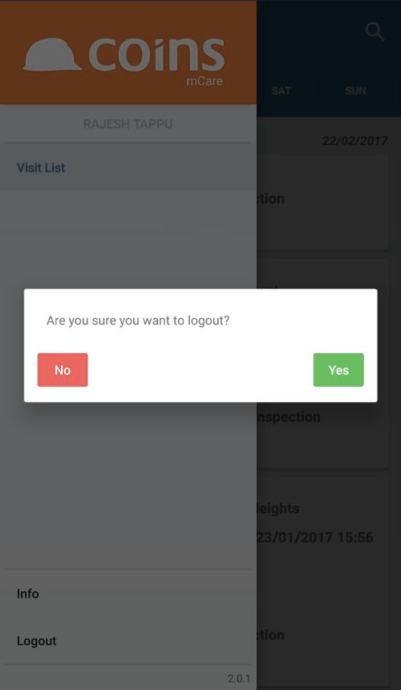 coins
mCare
SAT SUN
RAJESH TAPPU
22/02/2017
Visit List
ction
Are you sure you want to logout?
No Yes
nspection
leights
23/01/2017 15:56
Info
ction
Logout
2.0.1